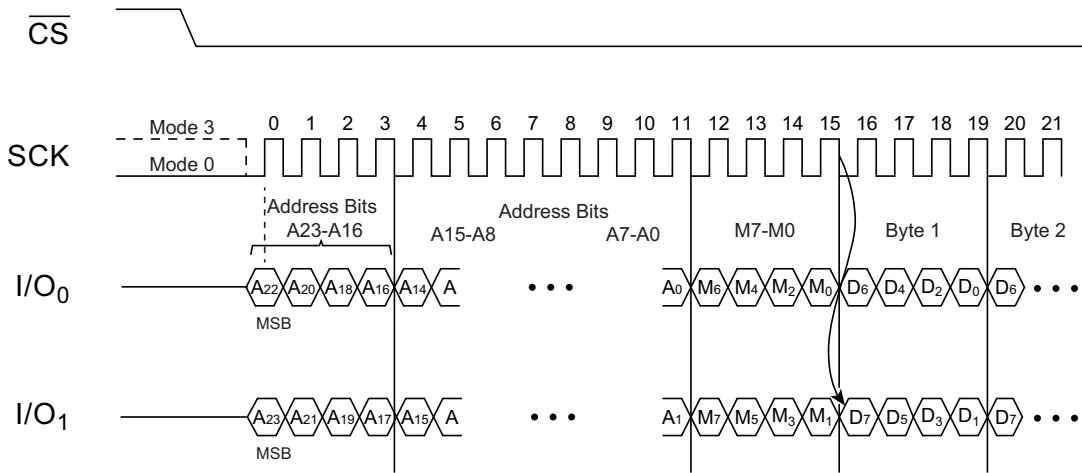 CS
0 1 2 3 4 5 6 7 8 9 10 11 12 13 14 15 16 17 18 19 20 21
Mode 3
SCK
Mode 0
Address Bits
A23-A16
Address Bits
A15-A8 A7-A0 M7-M0 Byte 1 Byte 2
I/O0 A22 A20 A18 A16 A14 A • • • A0 M6 M4 M2 M0 D6 D4 D2 D0 D6 • • •
MSB
I/O1 A23 A21 A19 A17 A15 A • • • A1 M7 M5 M3 M1 D7 D5 D3 D1 D7 • • •
MSB